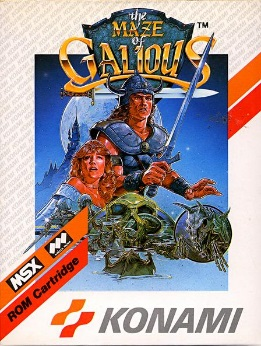 the
MAZE
of
GALIOUS
TM
MSX
ROM Cartridge
KONAMI